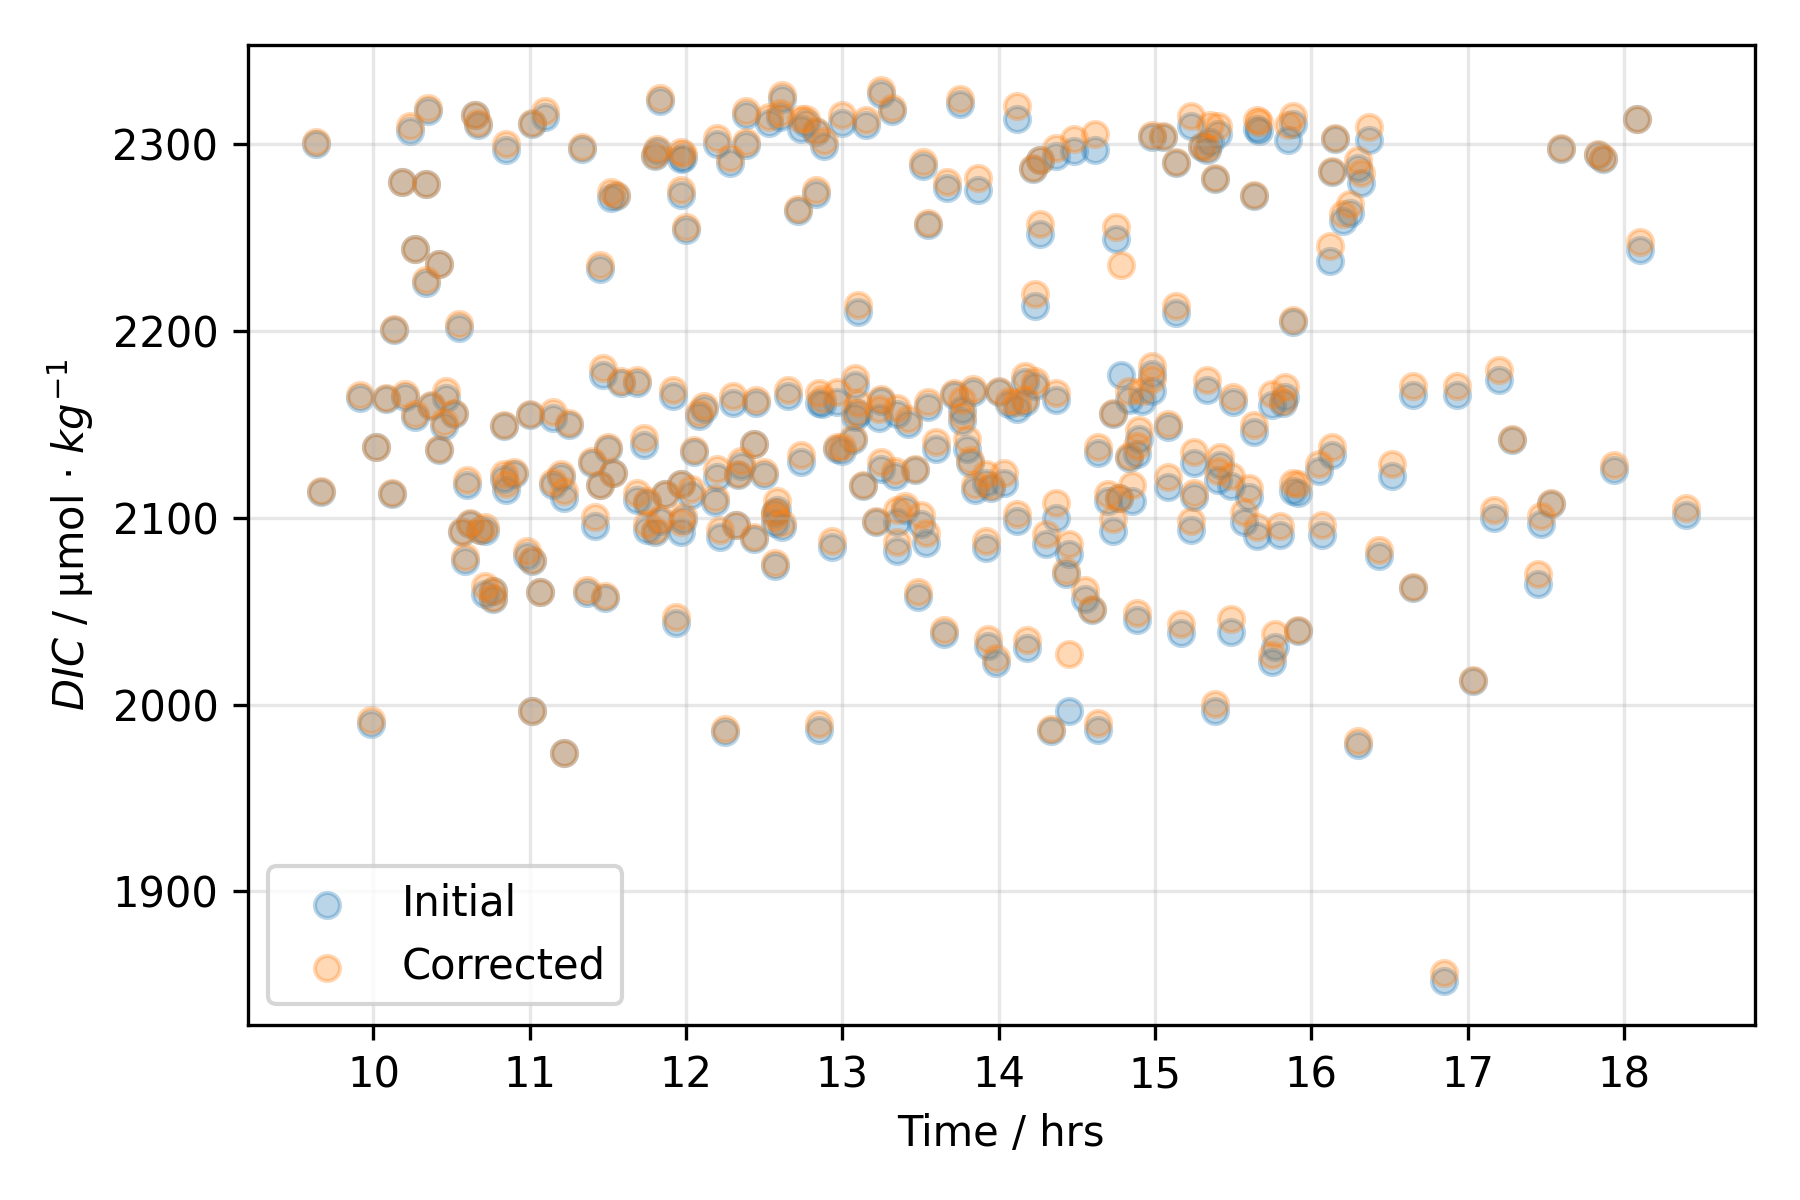 2300
2200
2100
2000
1900
DIC / μmol · kg⁻¹
Initial
Corrected
10 11 12 13 14 15 16 17 18
Time / hrs